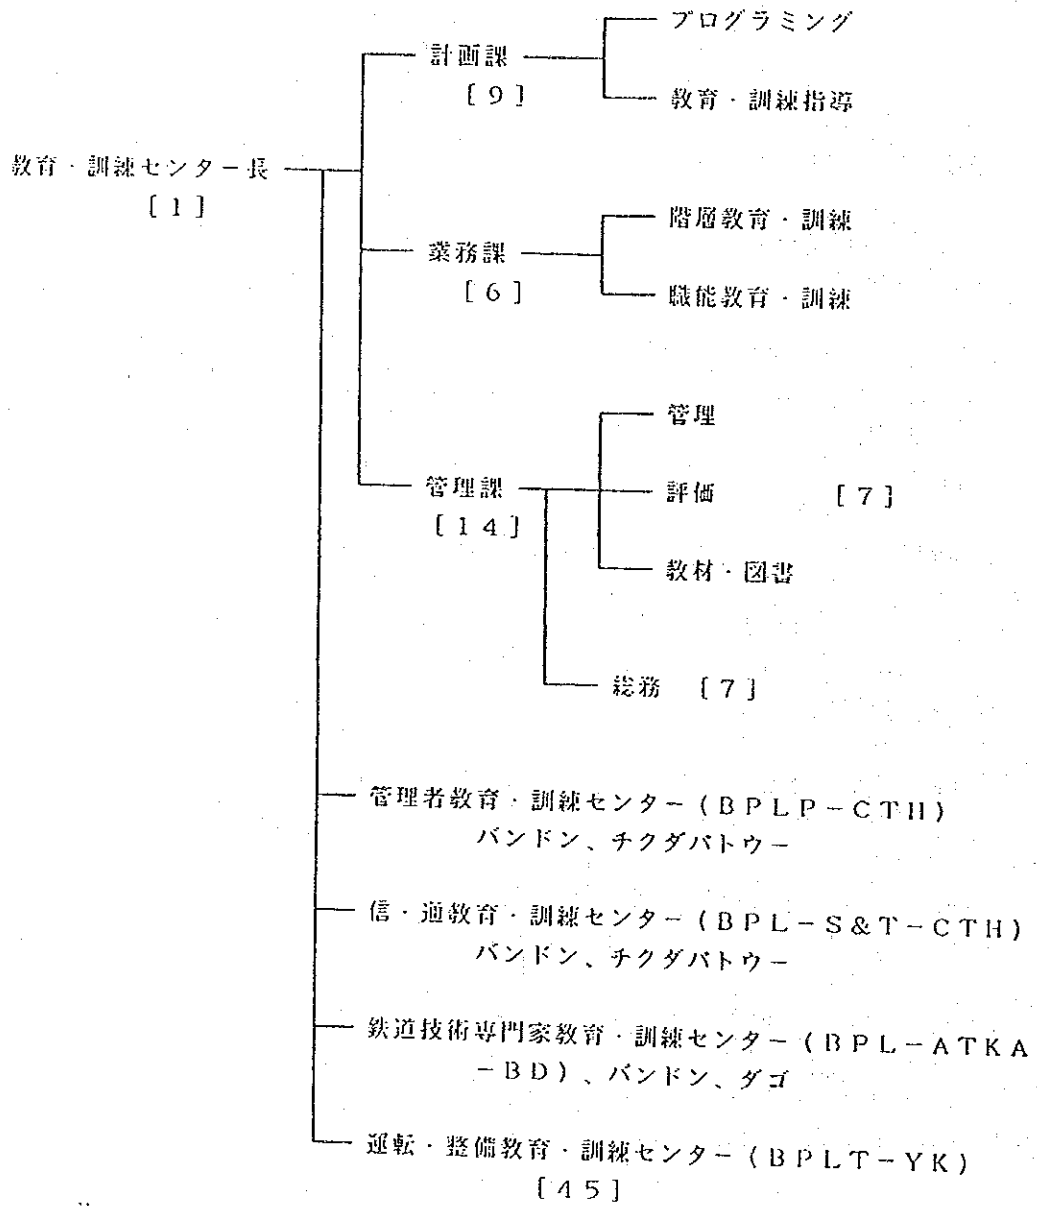 プログラミング
計画課
[9]
教育・訓練指導
教育・訓練センター長
[1]
階層教育・訓練
業務課
[6]
職能教育・訓練
管理
管理課
[14]
評価 [7]
教材・図書
総務 [7]
管理者教育・訓練センター(BPLP-CTH)
バンドン、チクダパトウー
信・通教育・訓練センター(BPL-S&T-CTH)
バンドン、チクダパトウー
鉄道技術専門家教育・訓練センター(BPL-ATKA
-BD)、バンドン、ダゴ
運転・整備教育・訓練センター(BPLT-YK)
[45]